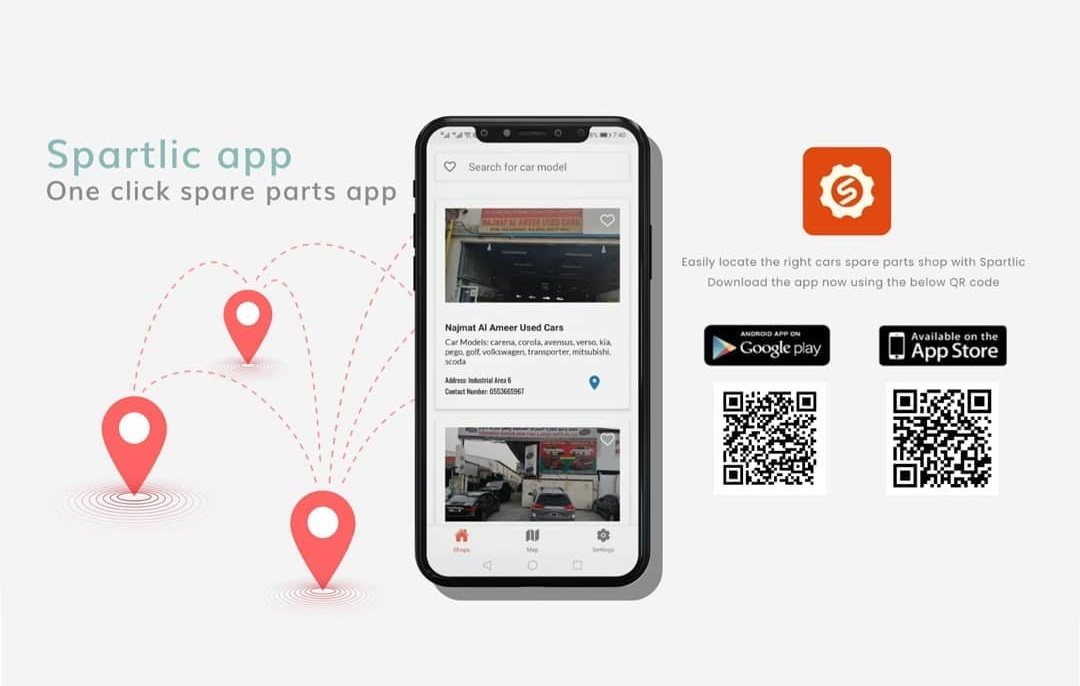 Spartlic app
One click spare parts app
7:40
Search for car model
NAJMAT AL AMEER USED CARS
Najmat Al Ameer Used Cars
Car Models: carena, corola, avensus, verso, kia,
pego, golf, volkswagen, transporter, mitsubishi,
scoda
Address: Industrial Area 6
Contact Number: 0553665967
Shops
Map
Settings
Easily locate the right cars spare parts shop with Spartlic
Download the app now using the below QR code
ANDROID APP ON
Google play
Available on the
App Store